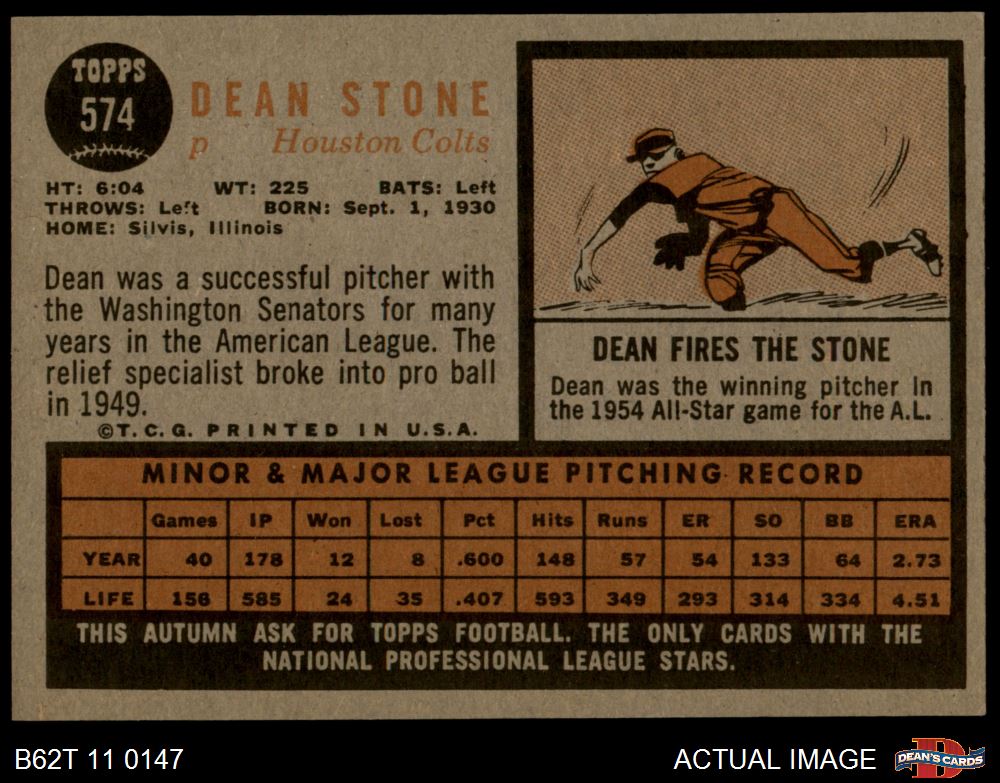 TOPPS
574
DEAN STONE
p Houston Colts
HT: 6:04 WT: 225 BATS: Left
THROWS: Left BORN: Sept. 1, 1930
HOME: Silvis, Illinois
Dean was a successful pitcher with
the Washington Senators for many
years in the American League. The
relief specialist broke into pro ball
in 1949.
©T. C. G. PRINTED IN U.S.A.
DEAN FIRES THE STONE
Dean was the winning pitcher in
the 1954 All-Star game for the A.L.
MINOR & MAJOR LEAGUE PITCHING RECORD
Games IP Won Lost Pct Hits Runs ER SO BB ERA
YEAR 40 178 12 8 .600 148 57 54 133 64 2.73
LIFE 156 585 24 35 .407 593 349 293 314 334 4.51
THIS AUTUMN ASK FOR TOPPS FOOTBALL. THE ONLY CARDS WITH THE
NATIONAL PROFESSIONAL LEAGUE STARS.
B62T 11 0147 ACTUAL IMAGE D DEAN'S CARDS